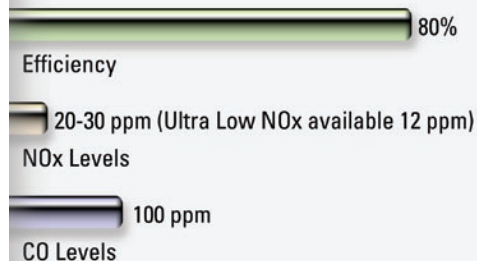 80%
Efficiency
20-30 ppm (Ultra Low NOx available 12 ppm)
NOx Levels
100 ppm
CO Levels